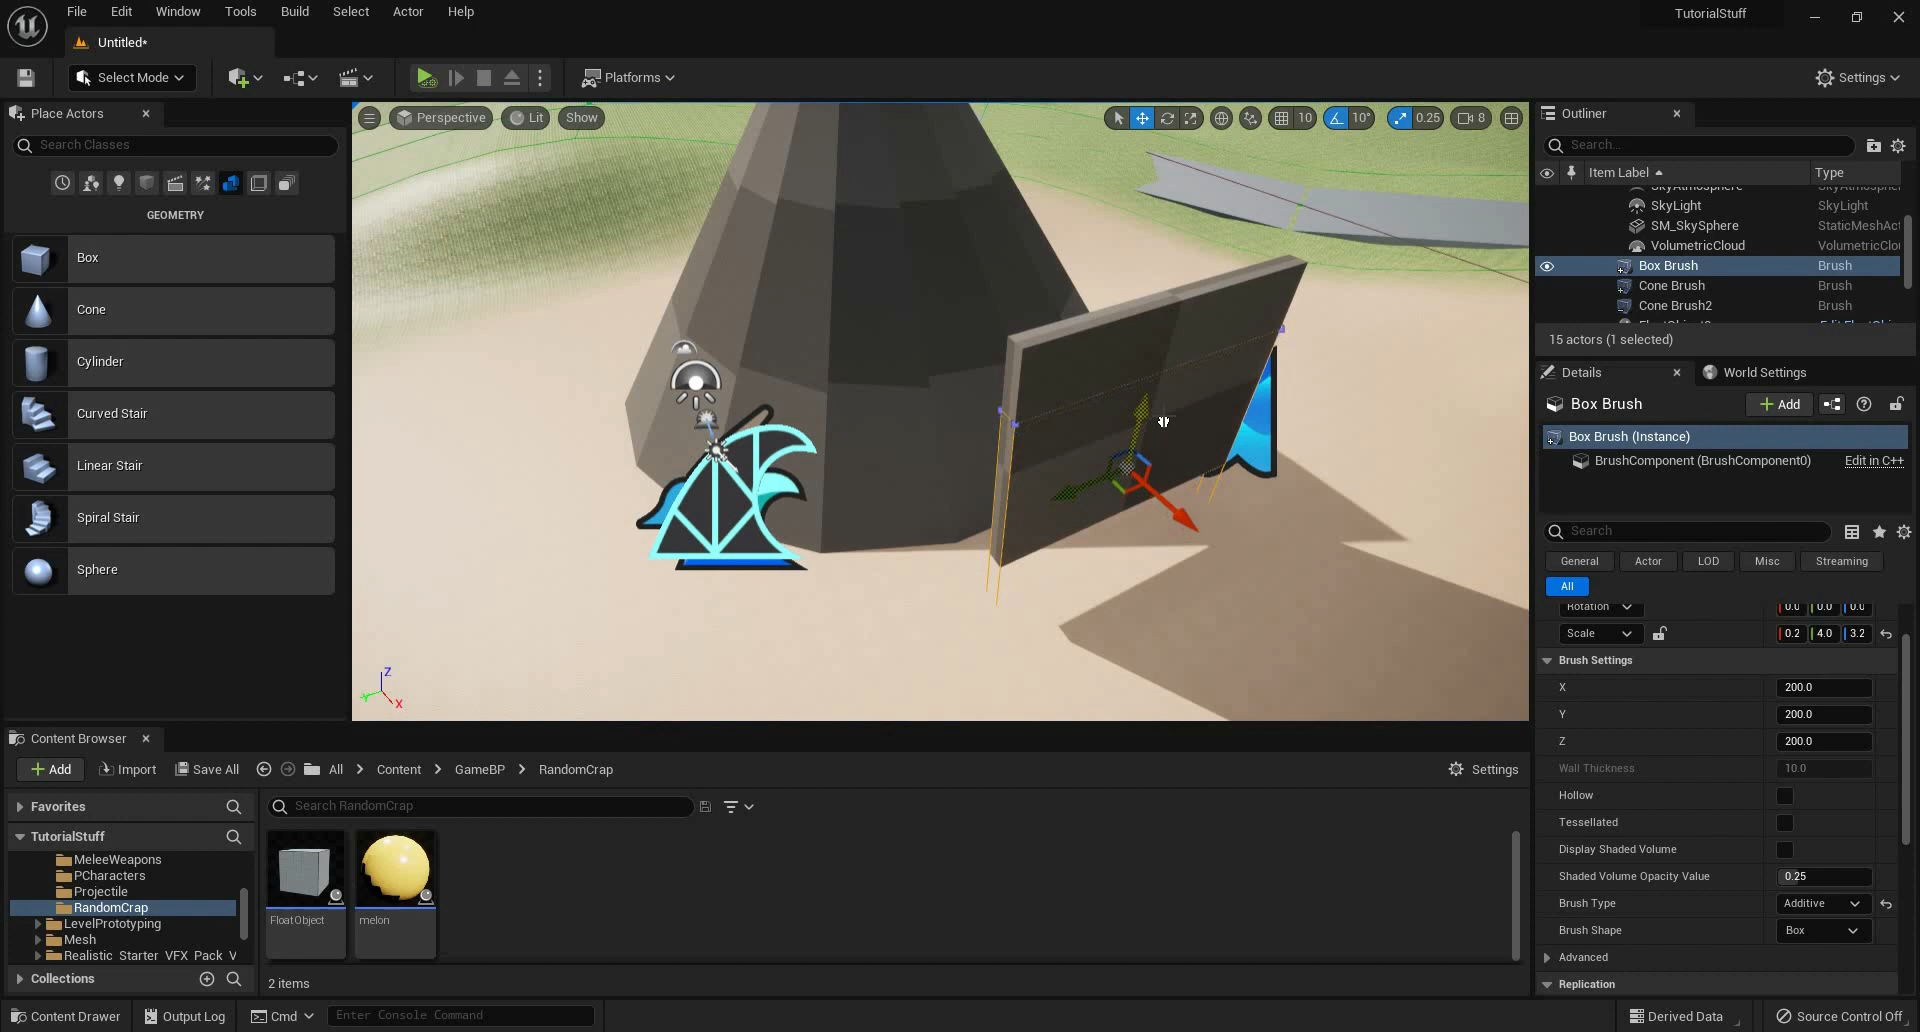 File Edit Window Tools Build Select Actor Help
TutorialStuff
Untitled*
Select Mode
Platforms
Settings
Place Actors
Search Classes
GEOMETRY
Box
Cone
Cylinder
Curved Stair
Linear Stair
Spiral Stair
Sphere
Perspective Lit Show
10 10° 0.25 8
Z
Y
X
Outliner
Search...
Item Label Type
SkyAtmosphere
SkyLight SkyLight
SM_SkySphere StaticMeshAct
VolumetricCloud VolumetricClou
Box Brush Brush
Cone Brush Brush
Cone Brush2 Brush
15 actors (1 selected)
Details World Settings
Box Brush Add
Box Brush (Instance)
BrushComponent (BrushComponent0) Edit in C++
Search
General Actor LOD Misc Streaming
All
Rotation 0.0 0.0 0.0
Scale 0.2 4.0 3.2
Brush Settings
X 200.0
Y 200.0
Z 200.0
Wall Thickness 10.0
Hollow
Tessellated
Display Shaded Volume
Shaded Volume Opacity Value 0.25
Brush Type Additive
Brush Shape Box
Advanced
Replication
Content Browser
Add Import Save All All Content GameBP RandomCrap Settings
Favorites
TutorialStuff
MeleeWeapons
PCharacters
Projectile
RandomCrap
LevelPrototyping
Mesh
Realistic_Starter_VFX_Pack_V
Collections
Search RandomCrap
FloatObject melon
2 items
Content Drawer Output Log Cmd Enter Console Command Derived Data Source Control Off